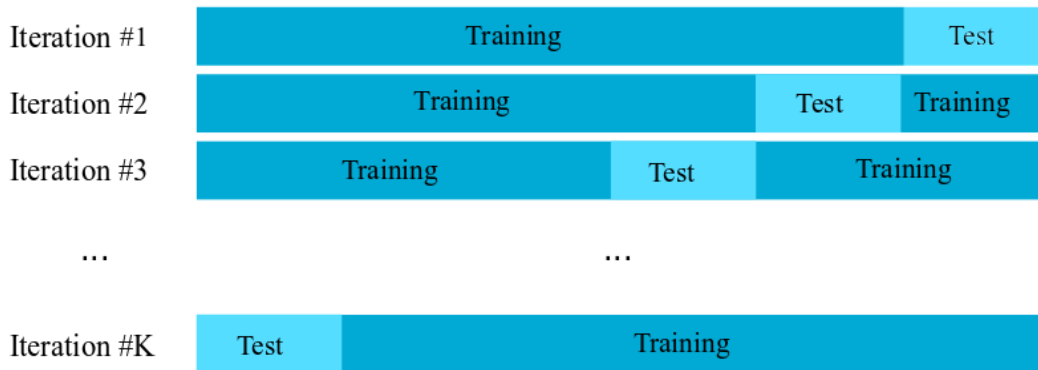 Iteration #1 Training Test
Iteration #2 Training Test Training
Iteration #3 Training Test Training
... ...
Iteration #K Test Training